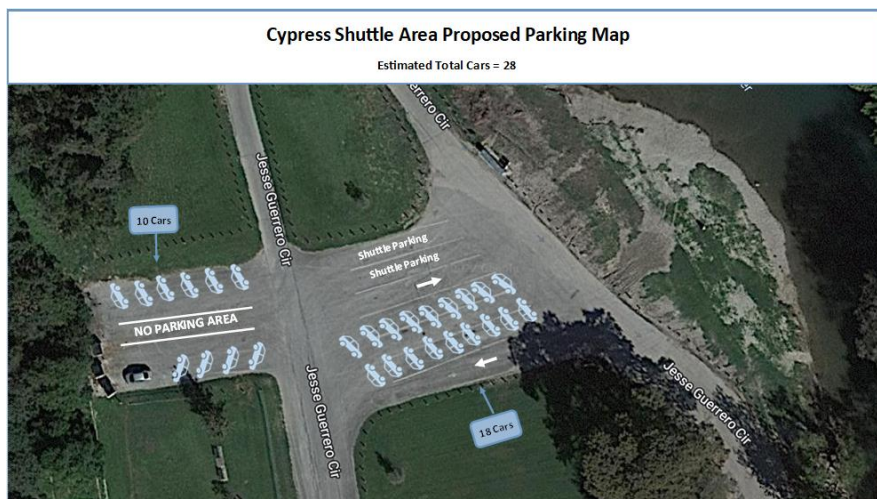 Cypress Shuttle Area Proposed Parking Map
Estimated Total Cars = 28
Jesse Guerrero Cir
Cir
10 Cars
Shuttle Parking
Shuttle Parking
NO PARKING AREA
Jesse Guerrero Cir
Jesse Guerrero Cir
18 Cars